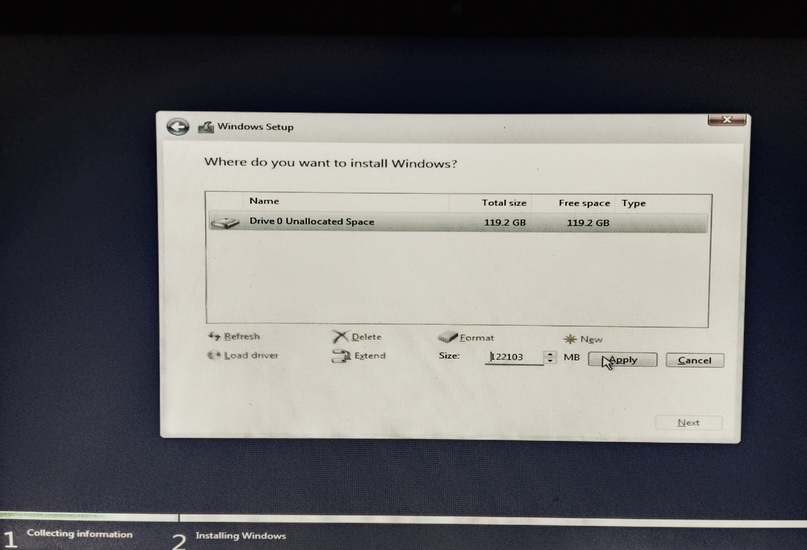 Windows Setup
Where do you want to install Windows?
Name Total size Free space Type
Drive 0 Unallocated Space 119.2 GB 119.2 GB
Refresh Delete Format New
Load driver Extend Size: 122103 MB Apply Cancel
Next
1 Collecting information 2 Installing Windows